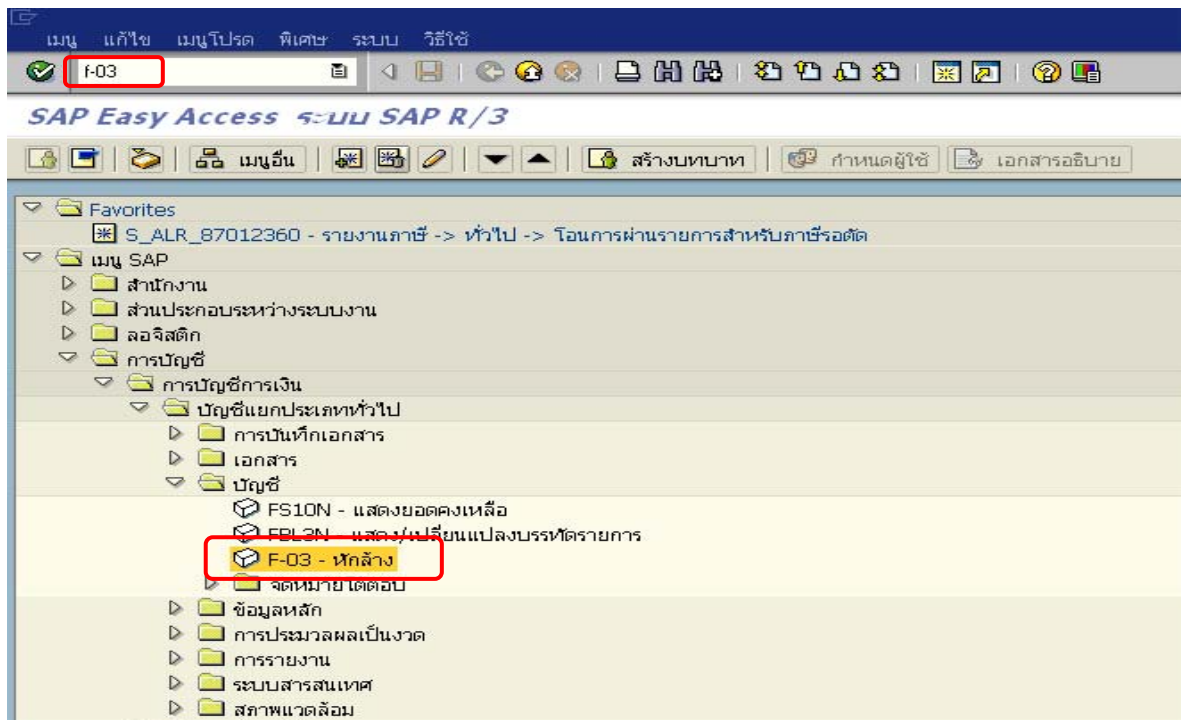 เมนู แก้ไข เมนูโปรด พิเศษ ระบบ วิธีใช้
f-03
SAP Easy Access ระบบ SAP R/3
เมนูอื่น สร้างบทบาท กำหนดผู้ใช้ เอกสารอธิบาย
Favorites
S_ALR_87012360 - รายงานภาษี -> ทั่วไป -> โอนการผ่านรายการสำหรับภาษีรอตัด
เมนู SAP
สำนักงาน
ส่วนประกอบระหว่างระบบงาน
ลอจิสติก
การบัญชี
การบัญชีการเงิน
บัญชีแยกประเภททั่วไป
การบันทึกเอกสาร
เอกสาร
บัญชี
FS10N - แสดงยอดคงเหลือ
FBL3N - แสดง/เปลี่ยนแปลงบรรทัดรายการ
F-03 - หักล้าง
จดหมายโต้ตอบ
ข้อมูลหลัก
การประมวลผลเป็นงวด
การรายงาน
ระบบสารสนเทศ
สภาพแวดล้อม